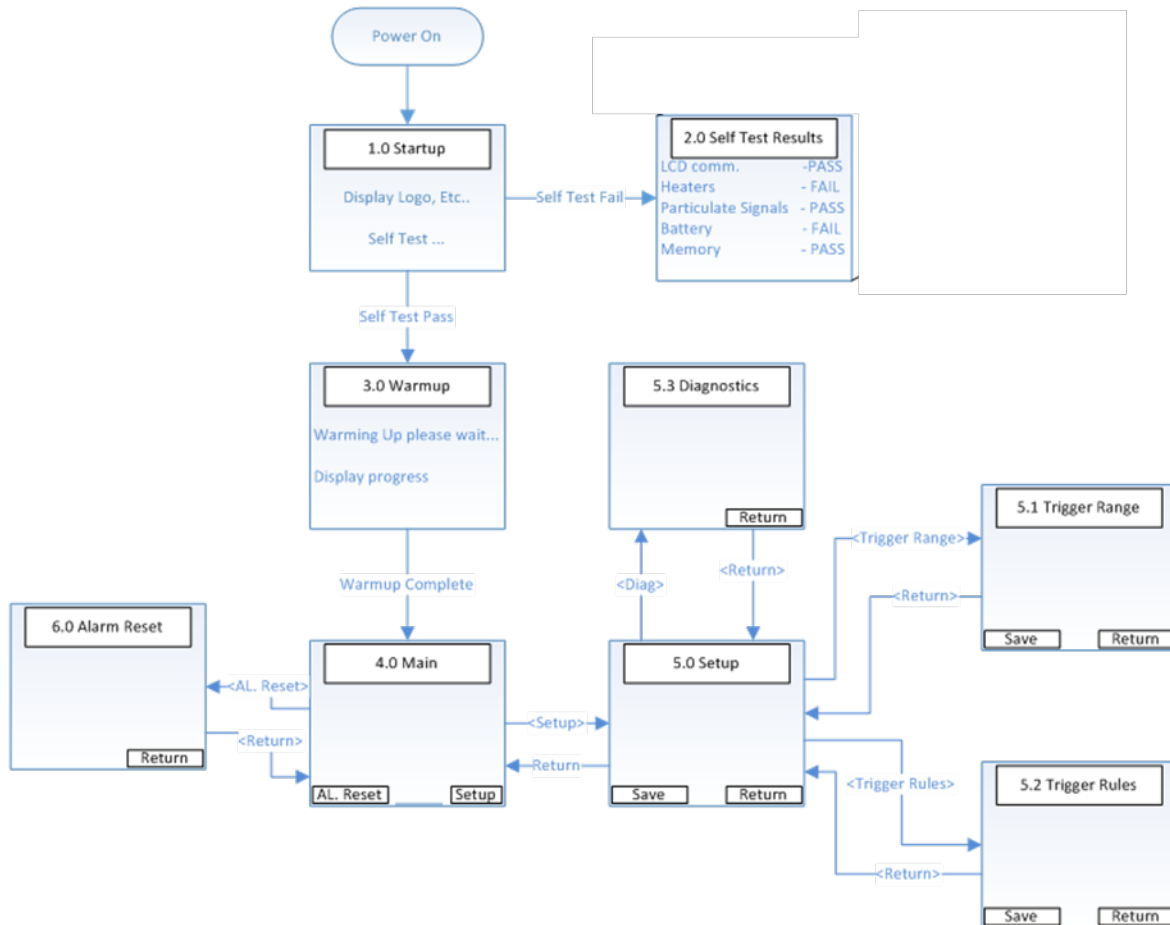 Power On
1.0 Startup
Display Logo, Etc..
Self Test ...
Self Test Fail
2.0 Self Test Results
LCD comm. -PASS
Heaters - FAIL
Particulate Signals - PASS
Battery - FAIL
Memory - PASS
Self Test Pass
3.0 Warmup
Warming Up please wait...
Display progress
5.3 Diagnostics
Return
<Diag>
<Return>
Warmup Complete
<Trigger Range>
5.1 Trigger Range
<Return>
Save Return
6.0 Alarm Reset
Return
<AL. Reset>
<Return>
4.0 Main
AL. Reset Setup
<Setup>
Return
5.0 Setup
Save Return
<Trigger Rules>
<Return>
5.2 Trigger Rules
Save Return